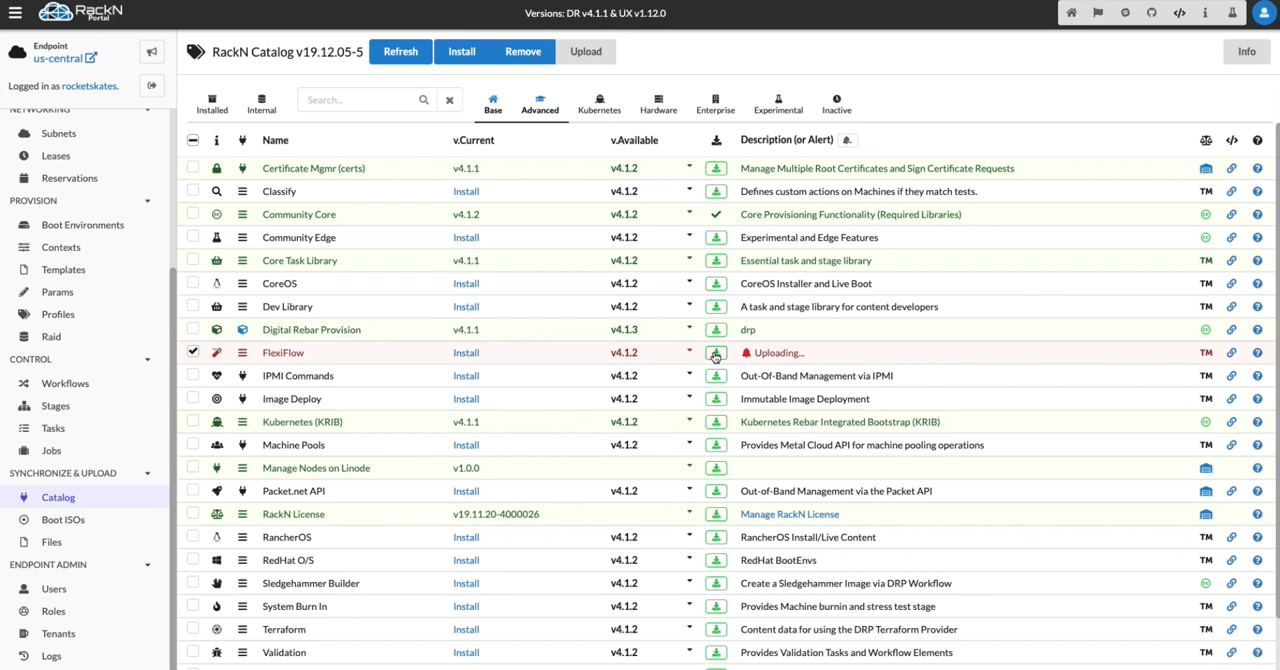 RackN Portal
Versions: DR v4.1.1 & UX v1.12.0
Endpoint
us-central
Logged in as rocketskates.
NETWORKING
Subnets
Leases
Reservations
PROVISION
Boot Environments
Contexts
Templates
Params
Profiles
Raid
CONTROL
Workflows
Stages
Tasks
Jobs
SYNCHRONIZE & UPLOAD
Catalog
Boot ISOs
Files
ENDPOINT ADMIN
Users
Roles
Tenants
Logs
RackN Catalog v19.12.05-5 Refresh Install Remove Upload Info
Installed Internal Search... Base Advanced Kubernetes Hardware Enterprise Experimental Inactive
Name v.Current v.Available Description (or Alert)
Certificate Mgr (certs) v4.1.1 v4.1.2 Manage Multiple Root Certificates and Sign Certificate Requests
Classify Install v4.1.2 Defines custom actions on Machines if they match tests. TM
Community Core v4.1.2 v4.1.2 Core Provisioning Functionality (Required Libraries) cc
Community Edge Install v4.1.2 Experimental and Edge Features cc
Core Task Library v4.1.1 v4.1.2 Essential task and stage library TM
CoreOS Install v4.1.2 CoreOS Installer and Live Boot TM
Dev Library Install v4.1.2 A task and stage library for content developers TM
Digital Rebar Provision v4.1.1 v4.1.3 drp cc
FlexiFlow Install v4.1.2 Uploading... TM
IPMI Commands Install v4.1.2 Out-Of-Band Management via IPMI TM
Image Deploy Install v4.1.2 Immutable Image Deployment TM
Kubernetes (KRIB) v4.1.1 v4.1.2 Kubernetes Rebar Integrated Bootstrap (KRIB) cc
Machine Pools Install v4.1.2 Provides Metal Cloud API for machine pooling operations TM
Manage Nodes on Linode v1.0.0
Packet.net API Install v4.1.2 Out-of-Band Management via the Packet API
RackN License v19.11.20-4000026 Manage RackN License
RancherOS Install v4.1.2 RancherOS Install/Live Content TM
RedHat O/S Install v4.1.2 RedHat BootEnvs TM
Sledgehammer Builder Install v4.1.2 Create a Sledgehammer Image via DRP Workflow cc
System Burn In Install v4.1.2 Provides Machine burnin and stress test stage TM
Terraform Install v4.1.2 Content data for using the DRP Terraform Provider TM
Validation Install v4.1.2 Provides Validation Tasks and Workflow Elements TM